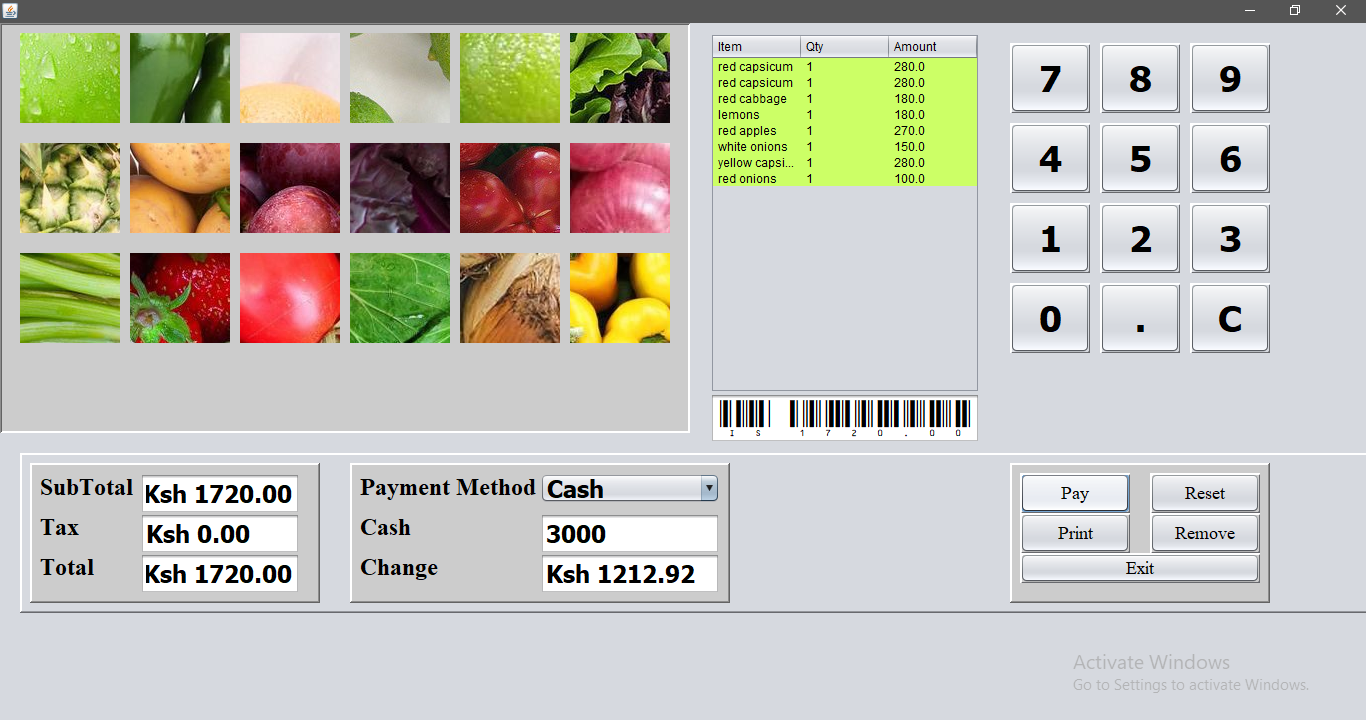 Item Qty Amount
red capsicum 1 280.0
red capsicum 1 280.0
red cabbage 1 180.0
lemons 1 180.0
red apples 1 270.0
white onions 1 150.0
yellow capsi... 1 280.0
red onions 1 100.0
I S 1 7 2 0 . 0 0
7 8 9
4 5 6
1 2 3
0 . C
SubTotal Ksh 1720.00
Tax Ksh 0.00
Total Ksh 1720.00
Payment Method Cash
Cash 3000
Change Ksh 1212.92
Pay Reset
Print Remove
Exit
Activate Windows
Go to Settings to activate Windows.